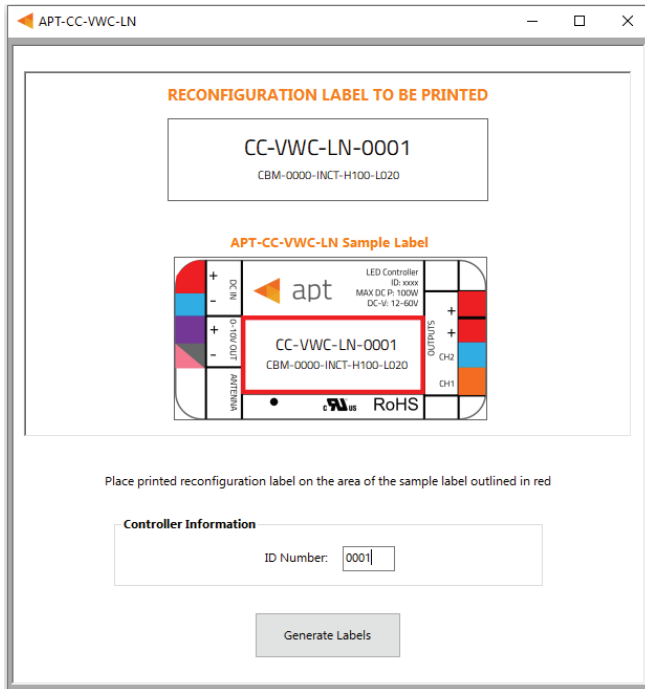 APT-CC-VWC-LN
RECONFIGURATION LABEL TO BE PRINTED
CC-VWC-LN-0001
CBM-0000-INCT-H100-L020
APT-CC-VWC-LN Sample Label
+
-
DC IN
+
-
0-10V OUT
ANTENNA
apt
LED Controller
ID: xxxx
MAX DC P: 100W
DC-V: 12-60V
CC-VWC-LN-0001
CBM-0000-INCT-H100-L020
OUTPUTS
+
+
CH2
CH1
c RU us
RoHS
Place printed reconfiguration label on the area of the sample label outlined in red
Controller Information
ID Number: 0001
Generate Labels